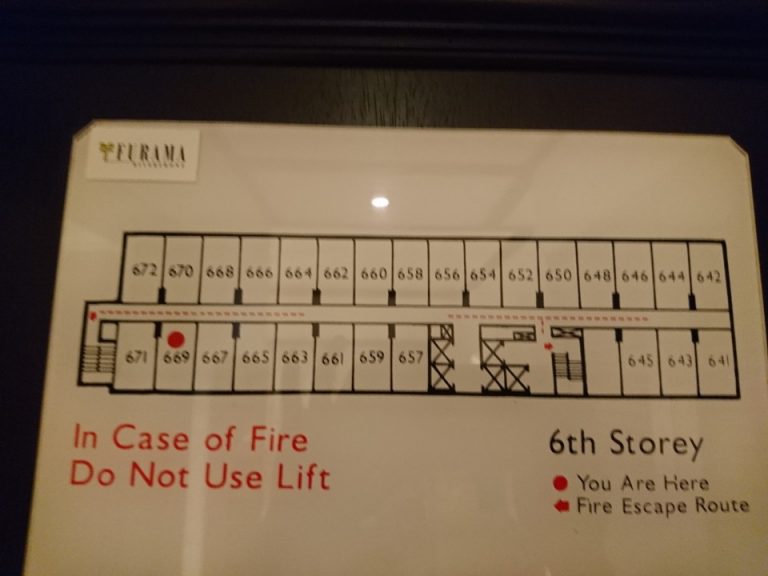 FURAMA
672 670 668 666 664 662 660 658 656 654 652 650 648 646 644 642
671 669 667 665 663 661 659 657 645 643 641
In Case of Fire
Do Not Use Lift
6th Storey
You Are Here
Fire Escape Route